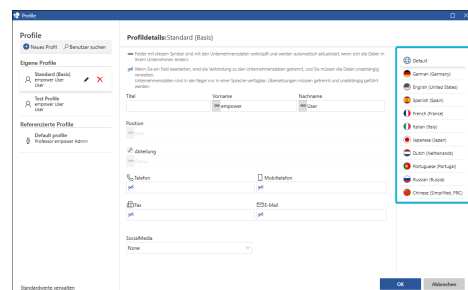 Profile
Profil
Neues Profil
Benutzer suchen
Eigene Profile
Standard (Basis)
empower User
User
Test Profile
empower User
User
Referenzierte Profile
Default profile
Professor empower Admin
Standardwerte verwalten
Profildetails: Standard (Basis)
Felder mit diesem Symbol sind mit den Unternehmensdaten verknüpft und werden automatisch aktualisiert, wenn sich die Daten in
Ihrem Unternehmen ändern.
Wenn Sie ein Feld bearbeiten, wird die Verbindung zu den Unternehmensdaten getrennt, und Sie müssen die Daten unabhängig
verwalten.
Unternehmensdaten sind in der Regel nur in einer Sprache verfügbar. Übersetzungen müssen getrennt und unabhängig geführt
werden.
Titel
Vorname
Nachname
empower
User
Position
Abteilung
Telefon
Mobiltelefon
Fax
E-Mail
SocialMedia
None
Default
German (Germany)
English (United States)
Spanish (Spain)
French (France)
Italian (Italy)
Japanese (Japan)
Dutch (Netherlands)
Portuguese (Portugal)
Russian (Russia)
Chinese (Simplified, PRC)
OK
Abbrechen